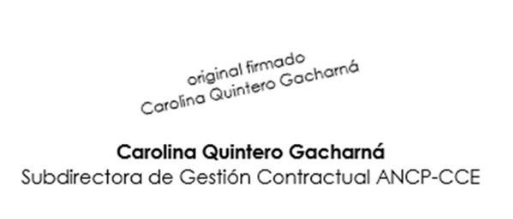 original firmado
Carolina Quintero Gacharná
Carolina Quintero Gacharná
Subdirectora de Gestión Contractual ANCP-CCE